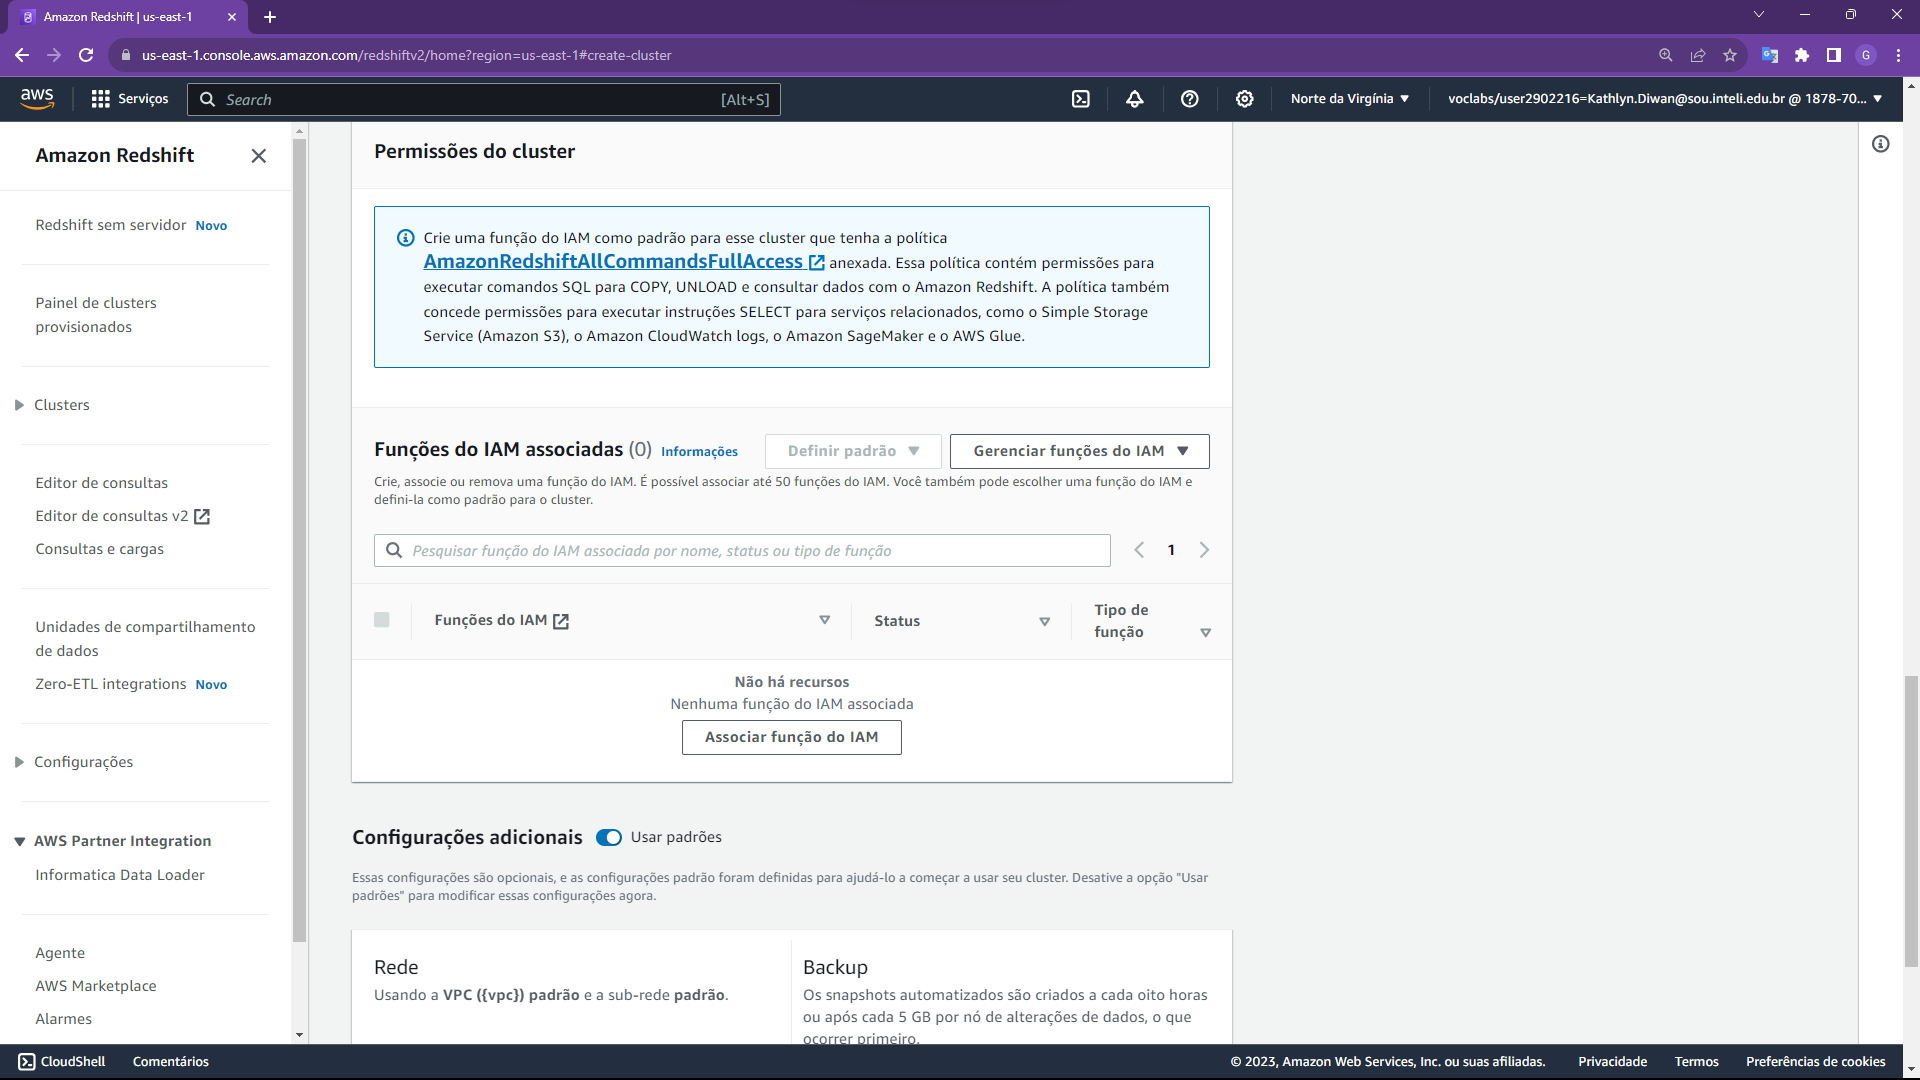 Amazon Redshift | us-east-1
us-east-1.console.aws.amazon.com/redshiftv2/home?region=us-east-1#create-cluster
G
aws
Serviços
Search
[Alt+S]
Norte da Virgínia
voclabs/user2902216=Kathlyn.Diwan@sou.inteli.edu.br @ 1878-70...
Amazon Redshift
Redshift sem servidor Novo
Painel de clusters
provisionados
Clusters
Editor de consultas
Editor de consultas v2
Consultas e cargas
Unidades de compartilhamento
de dados
Zero-ETL integrations Novo
Configurações
AWS Partner Integration
Informatica Data Loader
Agente
AWS Marketplace
Alarmes
Permissões do cluster
Crie uma função do IAM como padrão para esse cluster que tenha a política
AmazonRedshiftAllCommandsFullAccess anexada. Essa política contém permissões para
executar comandos SQL para COPY, UNLOAD e consultar dados com o Amazon Redshift. A política também
concede permissões para executar instruções SELECT para serviços relacionados, como o Simple Storage
Service (Amazon S3), o Amazon CloudWatch logs, o Amazon SageMaker e o AWS Glue.
Funções do IAM associadas (0) Informações
Definir padrão
Gerenciar funções do IAM
Crie, associe ou remova uma função do IAM. É possível associar até 50 funções do IAM. Você também pode escolher uma função do IAM e
defini-la como padrão para o cluster.
Pesquisar função do IAM associada por nome, status ou tipo de função
1
Funções do IAM
Status
Tipo de
função
Não há recursos
Nenhuma função do IAM associada
Associar função do IAM
Configurações adicionais
Usar padrões
Essas configurações são opcionais, e as configurações padrão foram definidas para ajudá-lo a começar a usar seu cluster. Desative a opção "Usar
padrões" para modificar essas configurações agora.
Rede
Usando a VPC ({vpc}) padrão e a sub-rede padrão.
Backup
Os snapshots automatizados são criados a cada oito horas
ou após cada 5 GB por nó de alterações de dados, o que
ocorrer primeiro.
CloudShell
Comentários
© 2023, Amazon Web Services, Inc. ou suas afiliadas.
Privacidade
Termos
Preferências de cookies